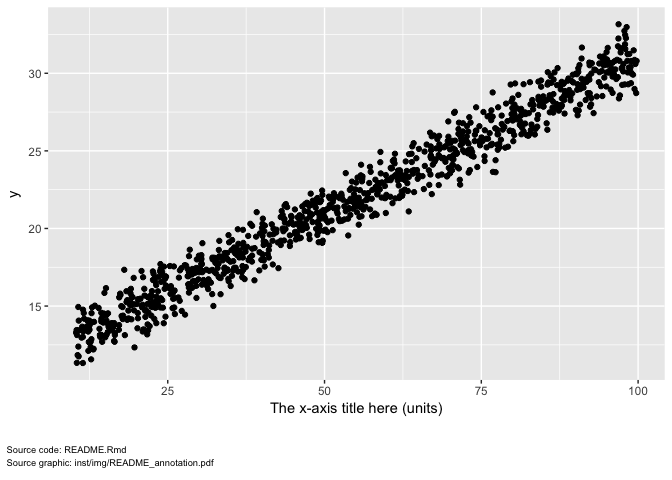 30
25
20
15
y
25 50 75 100
The x-axis title here (units)
Source code: README.Rmd
Source graphic: inst/img/README_annotation.pdf